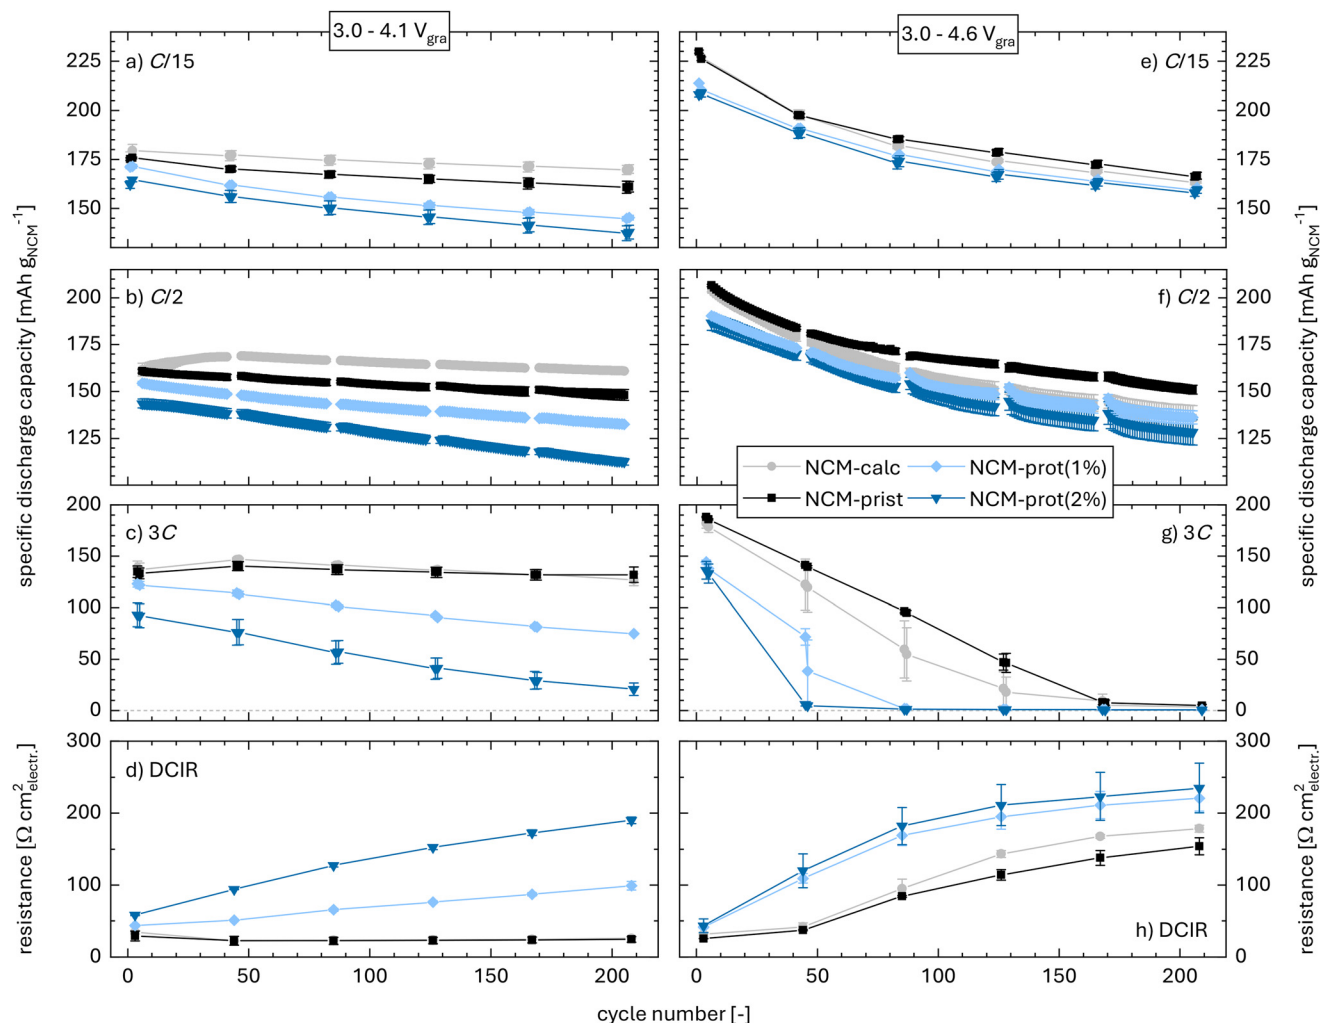 3.0 - 4.1 V_gra
3.0 - 4.6 V_gra
a) C/15
225
200
175
150
e) C/15
225
200
175
150
b) C/2
200
175
150
125
f) C/2
200
175
150
125
NCM-calc
NCM-prot(1%)
NCM-prist
NCM-prot(2%)
c) 3C
200
150
100
50
0
g) 3C
200
150
100
50
0
d) DCIR
300
200
100
0
h) DCIR
300
200
100
0
0 50 100 150 200
0 50 100 150 200
cycle number [-]
specific discharge capacity [mAh g_NCM^-1]
resistance [Ω cm²_electr.]
specific discharge capacity [mAh g_NCM^-1]
resistance [Ω cm²_electr.]